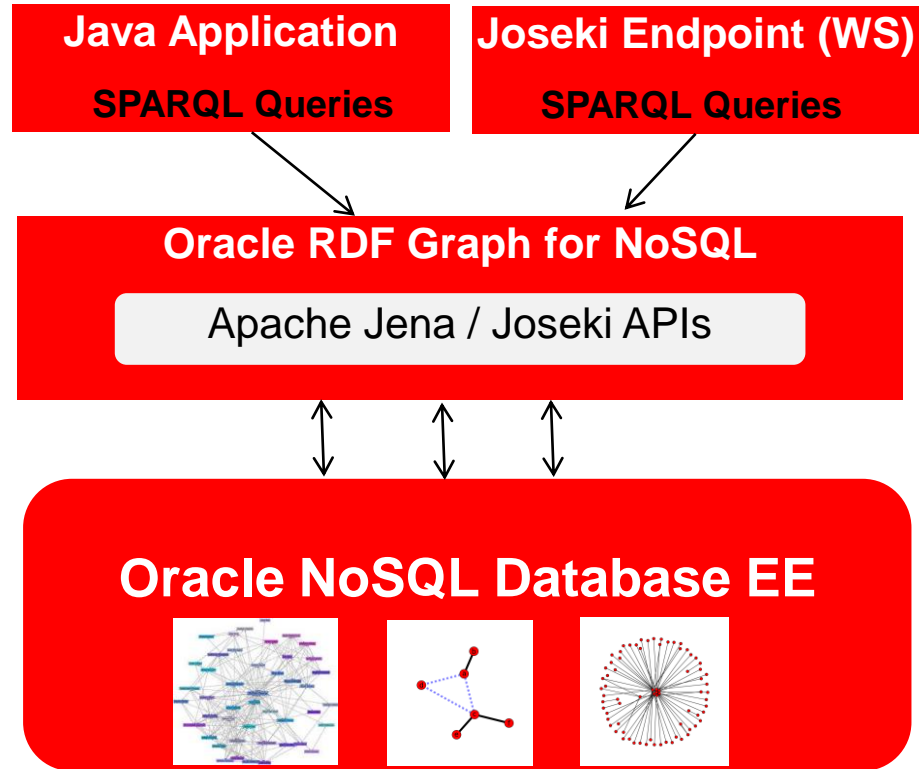 Java Application
SPARQL Queries
Joseki Endpoint (WS)
SPARQL Queries
Oracle RDF Graph for NoSQL
Apache Jena / Joseki APIs
Oracle NoSQL Database EE